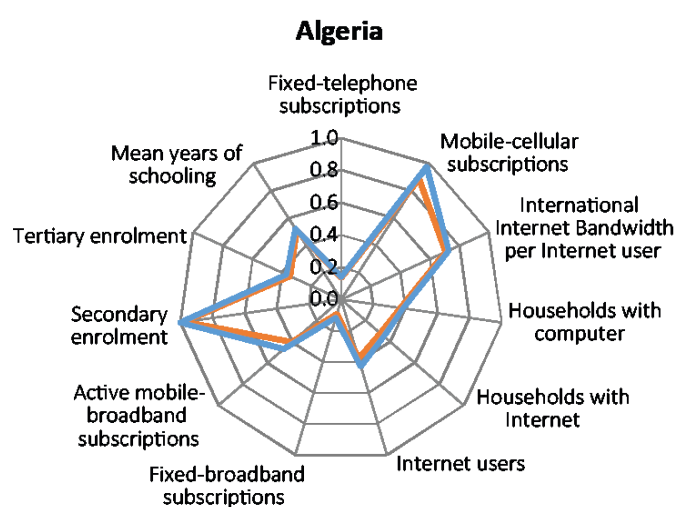 Algeria
Fixed-telephone
subscriptions
Mobile-cellular
subscriptions
International
Internet Bandwidth
per Internet user
Households with
computer
Households with
Internet
Internet users
Fixed-broadband
subscriptions
Active mobile-
broadband
subscriptions
Secondary
enrolment
Tertiary enrolment
Mean years of
schooling
1.0
0.8
0.6
0.4
0.2
0.0